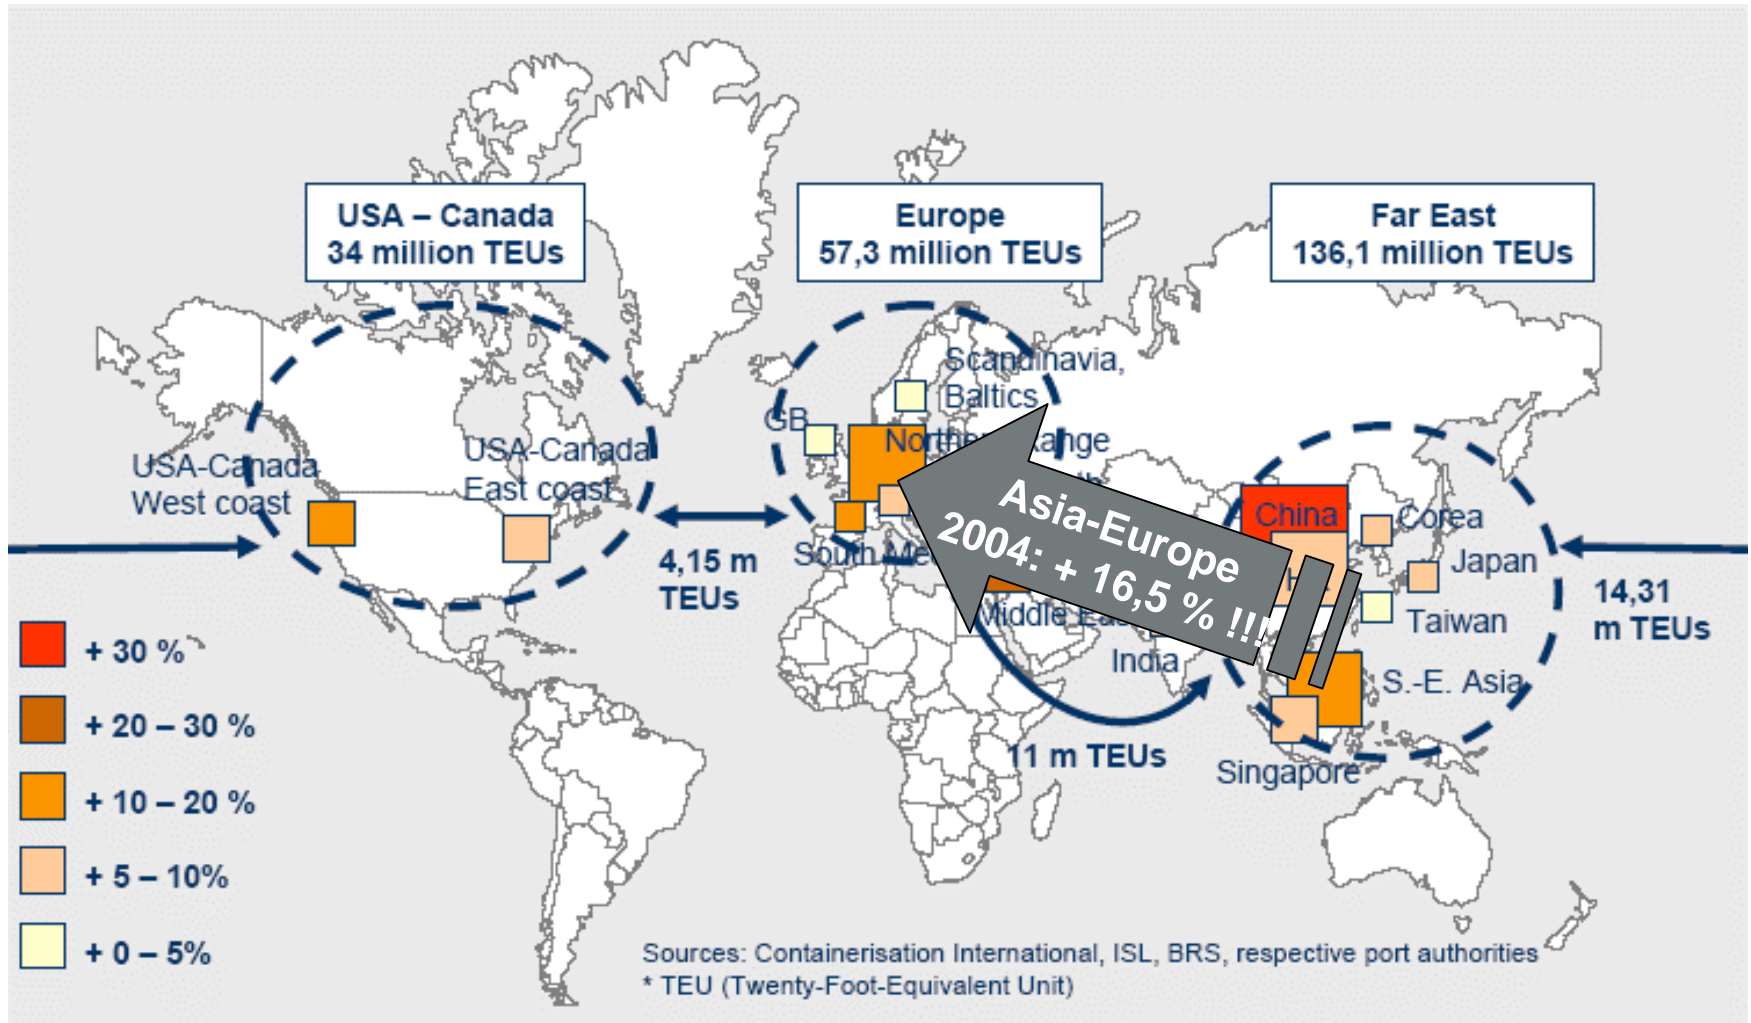 USA – Canada
34 million TEUs
Europe
57,3 million TEUs
Far East
136,1 million TEUs
Scandinavia,
Baltics
GB
Range
USA-Canada
West coast
USA-Canada
East coast
South
Asia-Europe
2004: + 16,5 % !!!
China
Corea
Japan
Taiwan
4,15 m
TEUs
14,31
m TEUs
Middle
India
S.-E. Asia
11 m TEUs
Singapore
+ 30 %
+ 20 – 30 %
+ 10 – 20 %
+ 5 – 10%
+ 0 – 5%
Sources: Containerisation International, ISL, BRS, respective port authorities
* TEU (Twenty-Foot-Equivalent Unit)